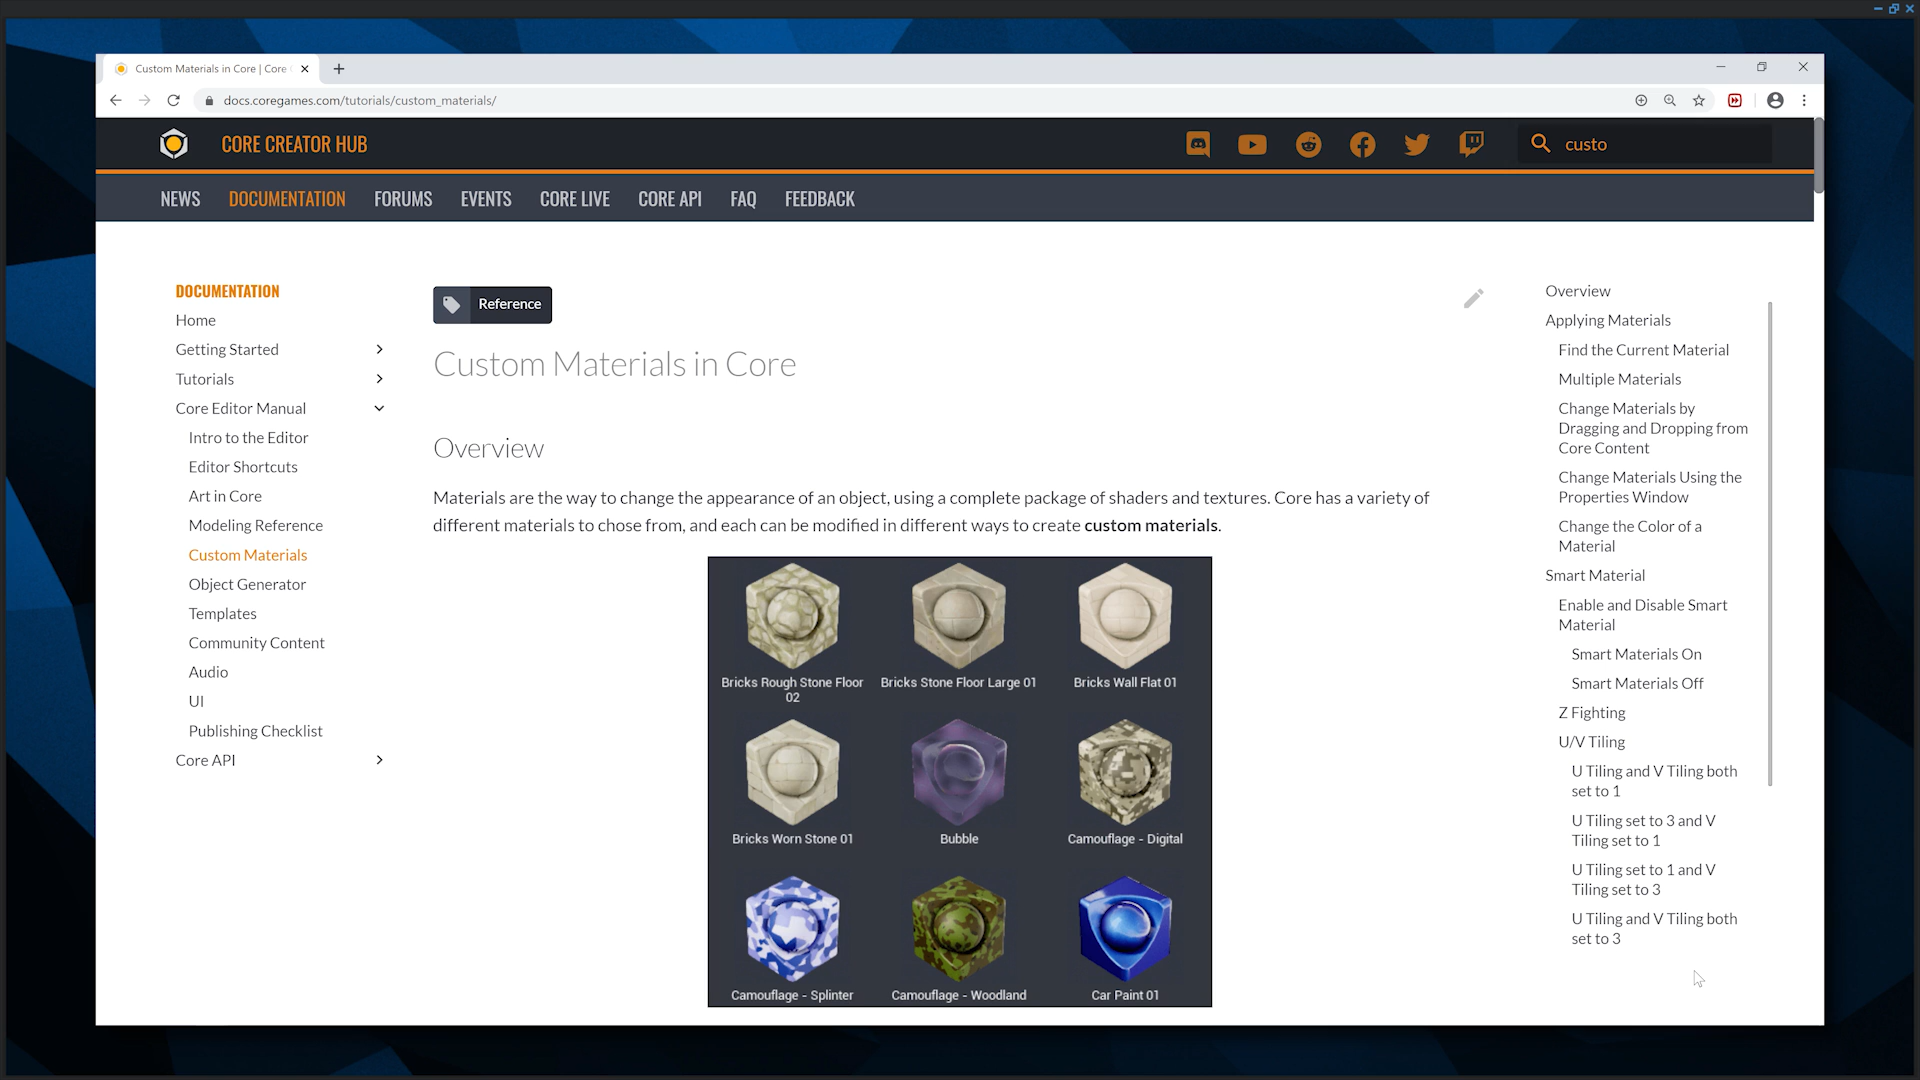 Custom Materials in Core | Core
docs.coregames.com/tutorials/custom_materials/
CORE CREATOR HUB
custo
NEWS
DOCUMENTATION
FORUMS
EVENTS
CORE LIVE
CORE API
FAQ
FEEDBACK
DOCUMENTATION
Home
Getting Started
Tutorials
Core Editor Manual
Intro to the Editor
Editor Shortcuts
Art in Core
Modeling Reference
Custom Materials
Object Generator
Templates
Community Content
Audio
UI
Publishing Checklist
Core API
Reference
Custom Materials in Core
Overview
Materials are the way to change the appearance of an object, using a complete package of shaders and textures. Core has a variety of
different materials to chose from, and each can be modified in different ways to create custom materials.
Bricks Rough Stone Floor
02
Bricks Stone Floor Large 01
Bricks Wall Flat 01
Bricks Worn Stone 01
Bubble
Camouflage - Digital
Camouflage - Splinter
Camouflage - Woodland
Car Paint 01
Overview
Applying Materials
Find the Current Material
Multiple Materials
Change Materials by
Dragging and Dropping from
Core Content
Change Materials Using the
Properties Window
Change the Color of a
Material
Smart Material
Enable and Disable Smart
Material
Smart Materials On
Smart Materials Off
Z Fighting
U/V Tiling
U Tiling and V Tiling both
set to 1
U Tiling set to 3 and V
Tiling set to 1
U Tiling set to 1 and V
Tiling set to 3
U Tiling and V Tiling both
set to 3